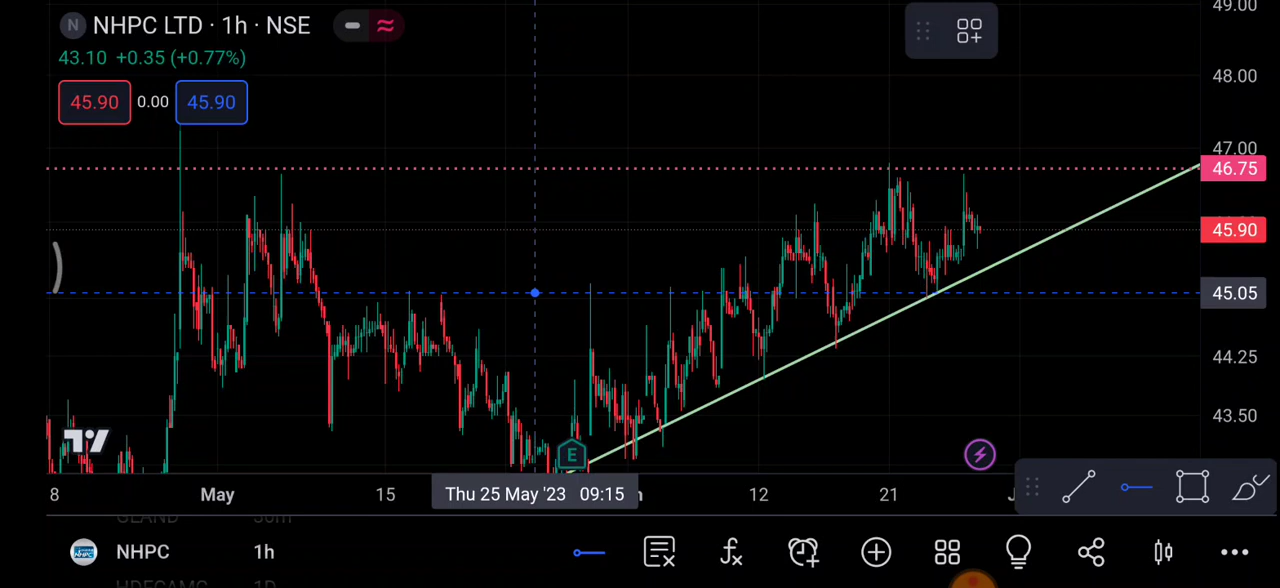 49.00
N NHPC LTD · 1h · NSE
43.10 +0.35 (+0.77%)
48.00
45.90 0.00 45.90
47.00
46.75
45.90
45.05
44.25
43.50
E
8 May 15 Thu 25 May '23 09:15 12 21
NHPC 1h